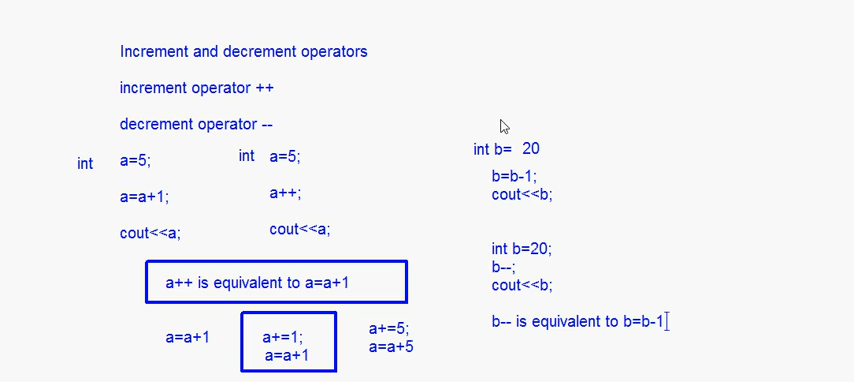 Increment and decrement operators
increment operator ++
decrement operator --
int a=5;
a=a+1;
cout<<a;
int a=5;
a++;
cout<<a;
a++ is equivalent to a=a+1
a=a+1
a+=1;
a=a+1
a+=5;
a=a+5
int b= 20
b=b-1;
cout<<b;
int b=20;
b--;
cout<<b;
b-- is equivalent to b=b-1